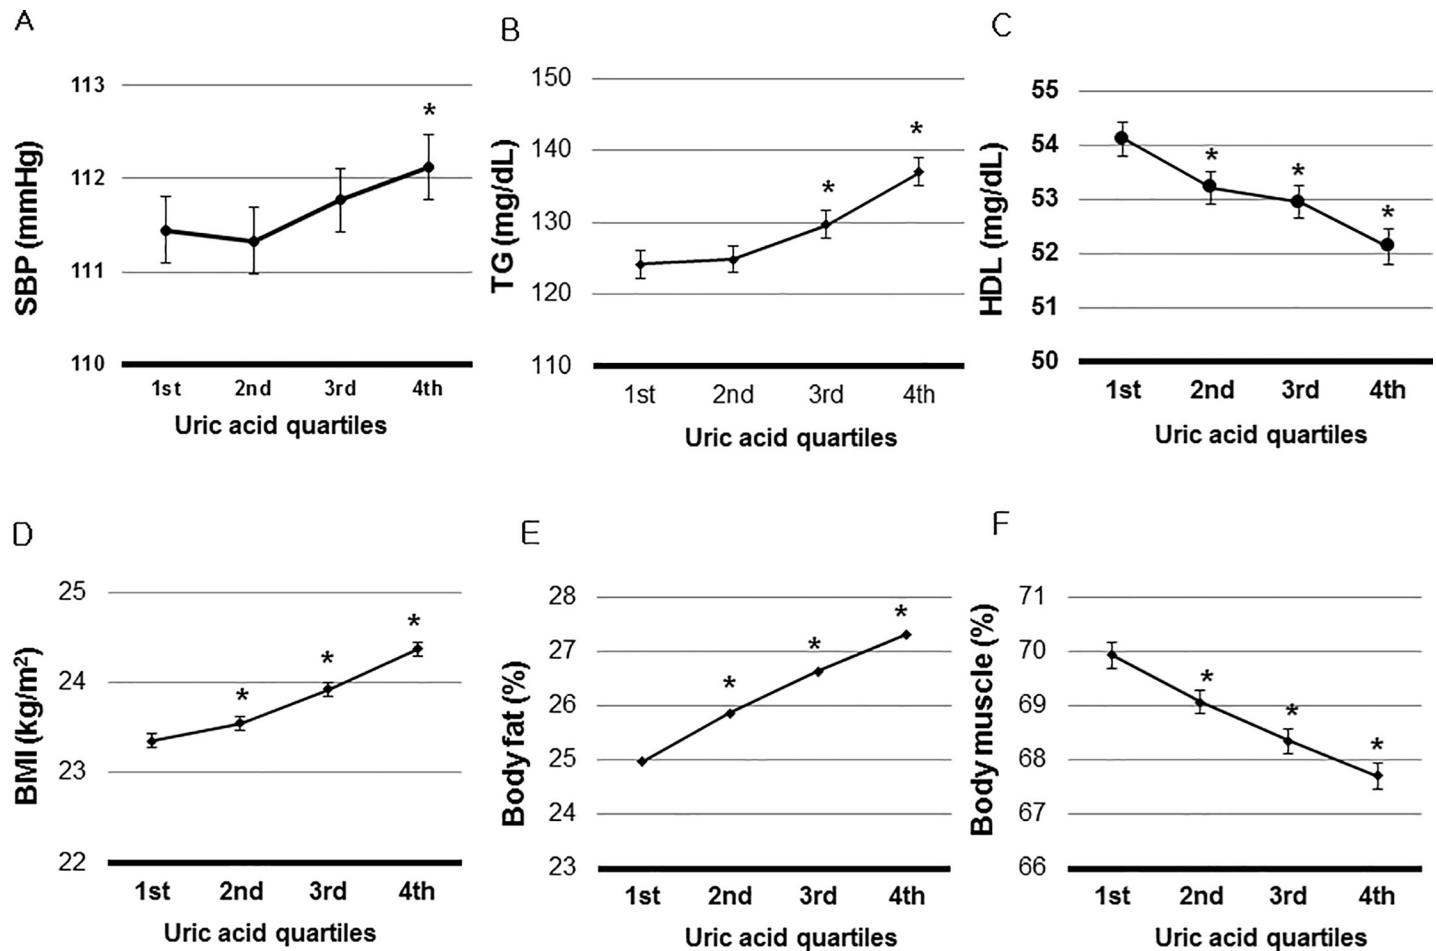 A
SBP (mmHg)
113
112
111
110
*
1st 2nd 3rd 4th
Uric acid quartiles
B
TG (mg/dL)
150
140
130
120
110
* *
1st 2nd 3rd 4th
Uric acid quartiles
C
HDL (mg/dL)
55
54
53
52
51
50
* * *
1st 2nd 3rd 4th
Uric acid quartiles
D
BMI (kg/m²)
25
24
23
22
* * *
1st 2nd 3rd 4th
Uric acid quartiles
E
Body fat (%)
28
27
26
25
24
23
* * *
1st 2nd 3rd 4th
Uric acid quartiles
F
Body muscle (%)
71
70
69
68
67
66
* * *
1st 2nd 3rd 4th
Uric acid quartiles